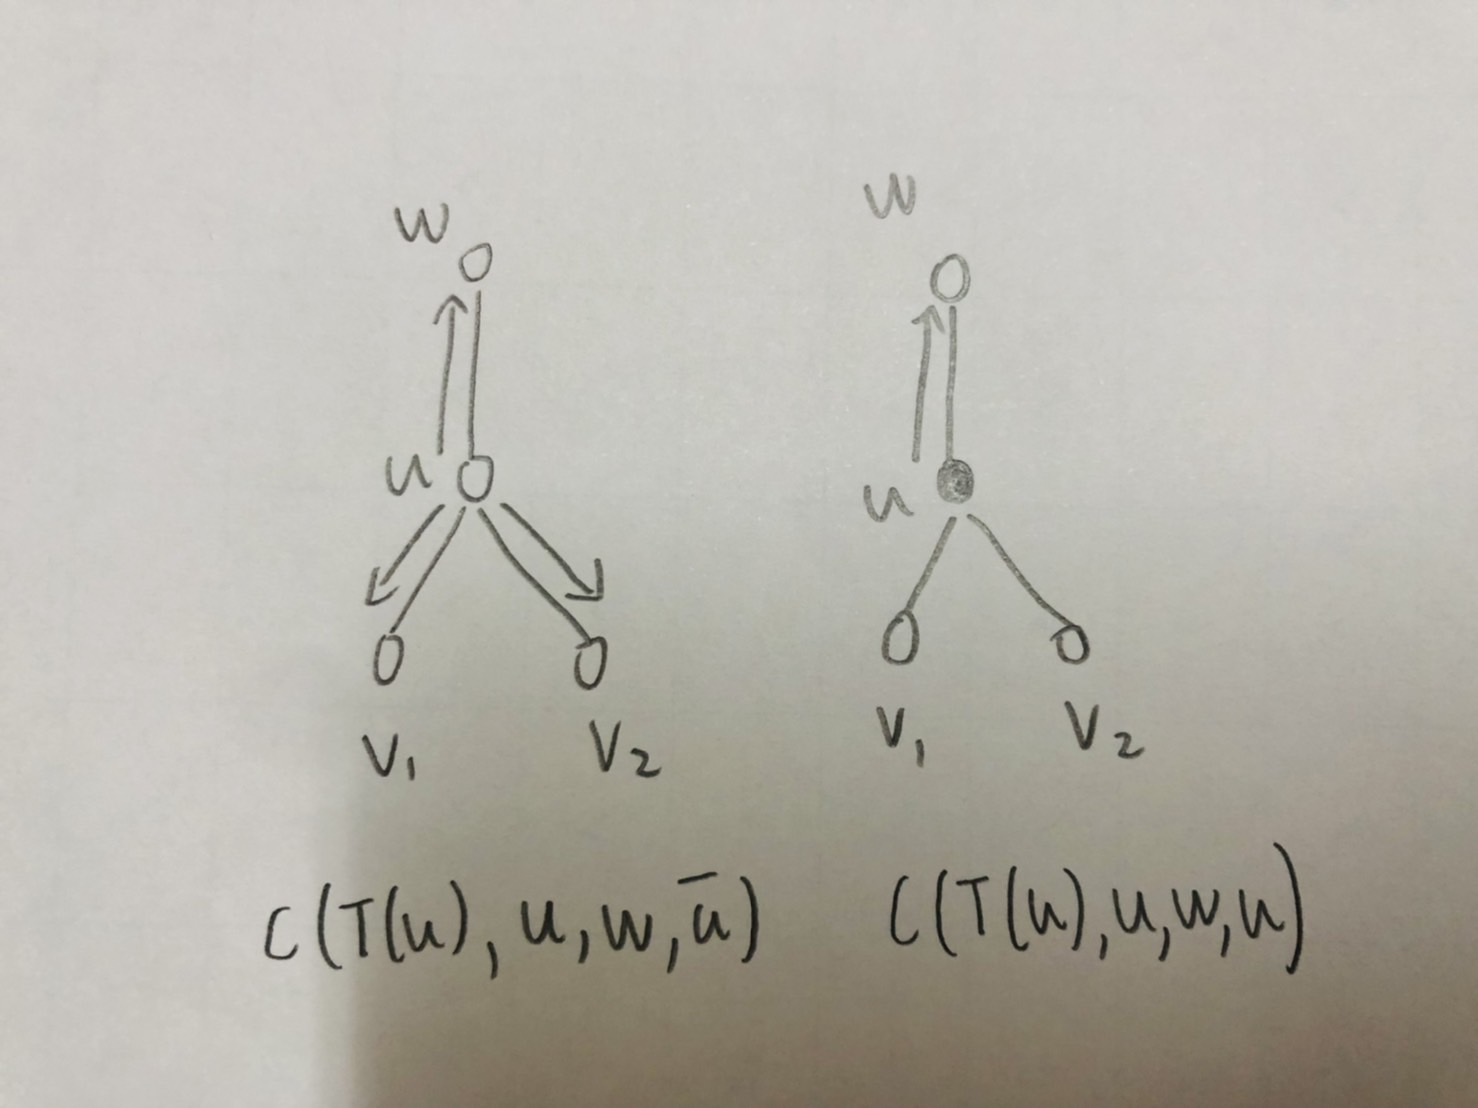 W W
u u
V₁ V₂ V₁ V₂
C(T(u), u, w, ū) C(T(u), u, w, u)